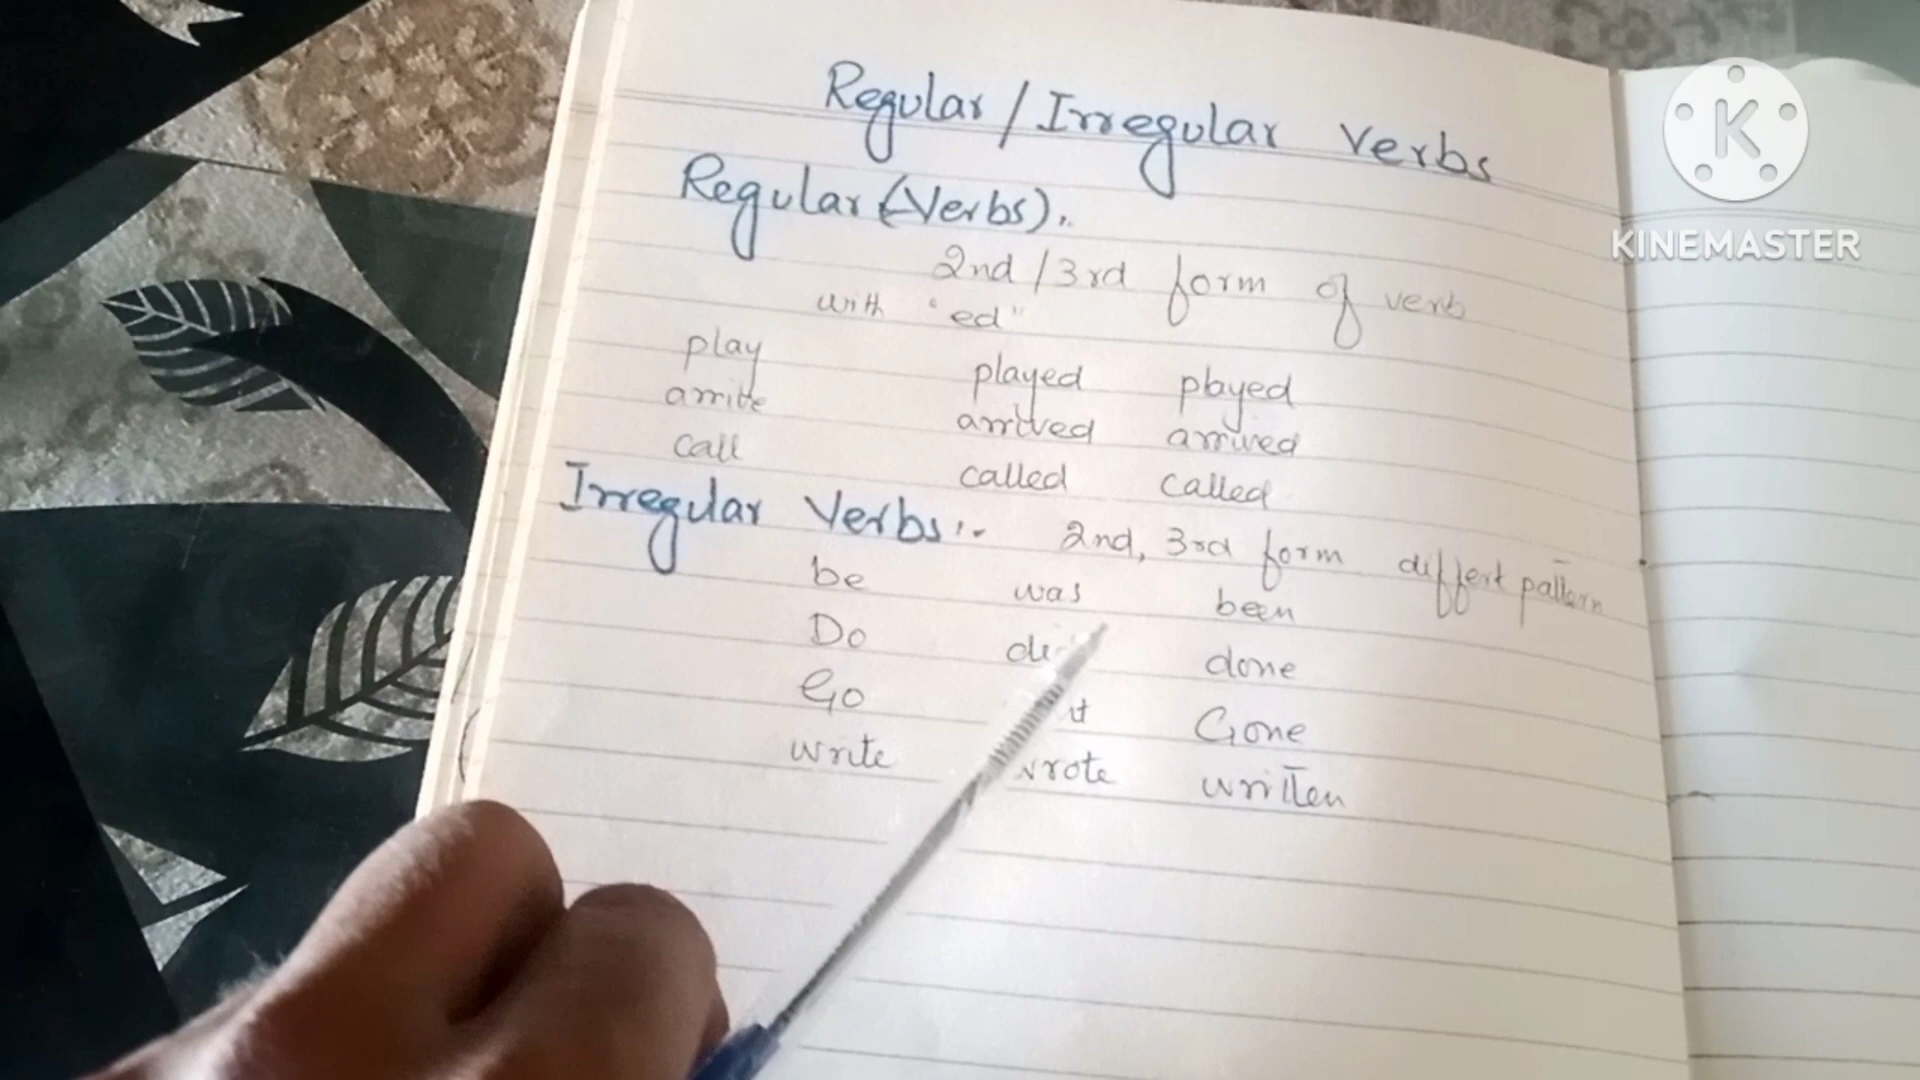 Regular / Irregular Verbs
Regular (Verbs).
2nd / 3rd form of verb
with "ed"
play played played
arrive arrived arrived
call called called
Irregular Verbs:- 2nd, 3rd form differt pattern
be was been
Do done
Go Gone
write wrote written
K
KINEMASTER